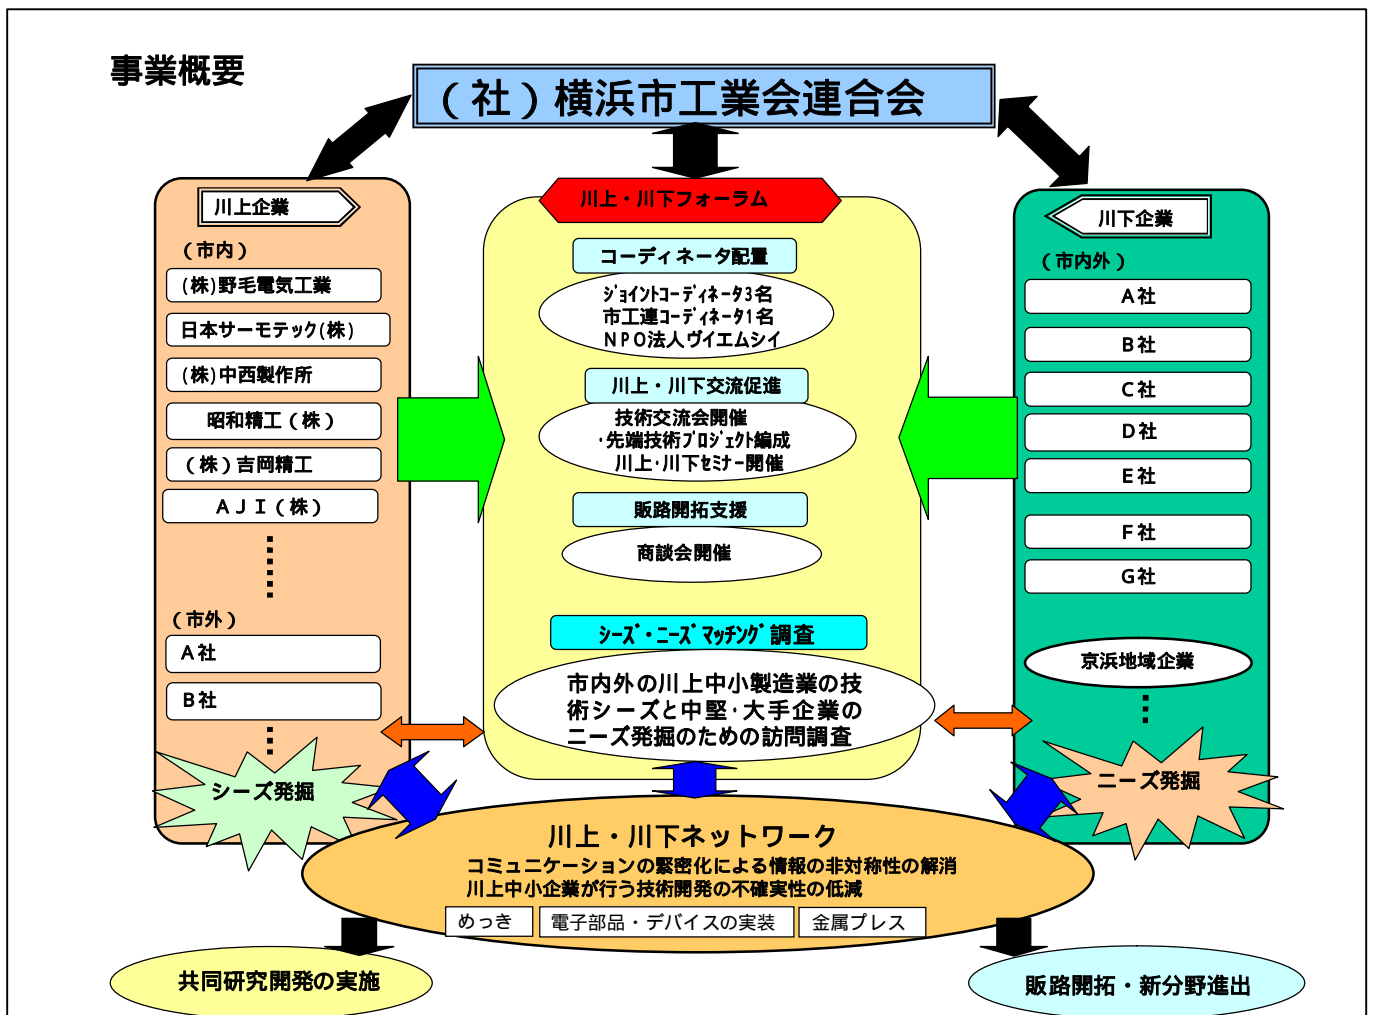 事業概要
（社）横浜市工業会連合会
川上企業
（市内）
(株)野毛電気工業
日本サーモテック(株)
(株)中西製作所
昭和精工（株）
（株）吉岡精工
ＡＪＩ（株）
（市外）
Ａ社
Ｂ社
シーズ発掘
川上・川下フォーラム
コーディネータ配置
ｼﾞｮｲﾝﾄｺｰﾃﾞｨﾈｰﾀ3名
市工連ｺｰﾃﾞｨﾈｰﾀ1名
ＮＰＯ法人ヴイエムシイ
川上・川下交流促進
技術交流会開催
・先端技術ﾌﾟﾛｼﾞｪｸﾄ編成
川上・川下ｾﾐﾅｰ開催
販路開拓支援
商談会開催
ｼｰｽﾞ・ﾆｰｽﾞﾏｯﾁﾝｸﾞ調査
市内外の川上中小製造業の技
術シーズと中堅・大手企業の
ニーズ発掘のための訪問調査
川下企業
（市内外）
Ａ社
Ｂ社
Ｃ社
Ｄ社
Ｅ社
Ｆ社
Ｇ社
京浜地域企業
ニーズ発掘
川上・川下ネットワーク
コミュニケーションの緊密化による情報の非対称性の解消
川上中小企業が行う技術開発の不確実性の低減
めっき
電子部品・デバイスの実装
金属プレス
共同研究開発の実施
販路開拓・新分野進出